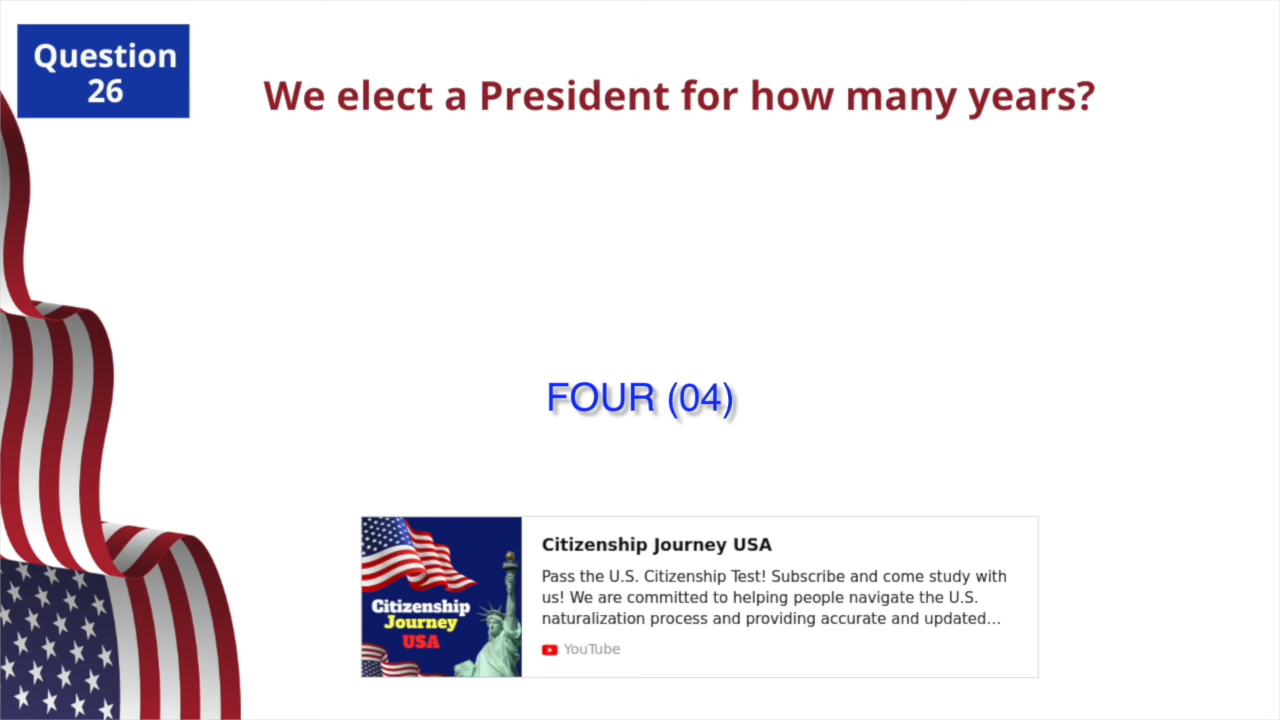 Question
26
We elect a President for how many years?
FOUR (04)
Citizenship Journey USA
Pass the U.S. Citizenship Test! Subscribe and come study with
us! We are committed to helping people navigate the U.S.
naturalization process and providing accurate and updated...
YouTube
Citizenship
Journey
USA